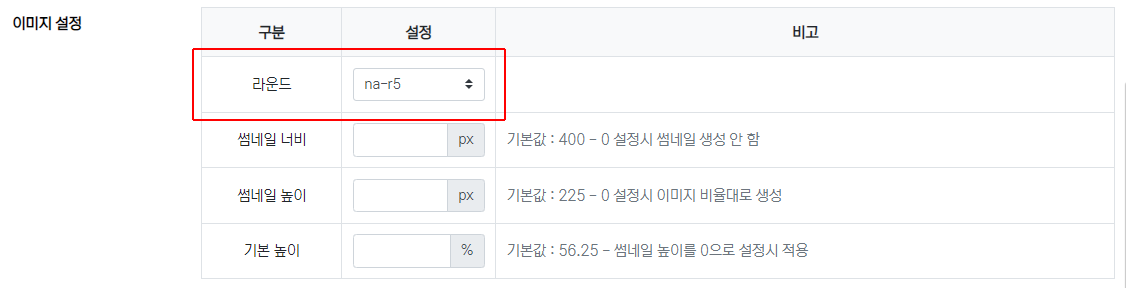 이미지 설정
구분 설정 비고
라운드 na-r5
썸네일 너비 px 기본값 : 400 - 0 설정시 썸네일 생성 안 함
썸네일 높이 px 기본값 : 225 - 0 설정시 이미지 비율대로 생성
기본 높이 % 기본값 : 56.25 - 썸네일 높이를 0으로 설정시 적용